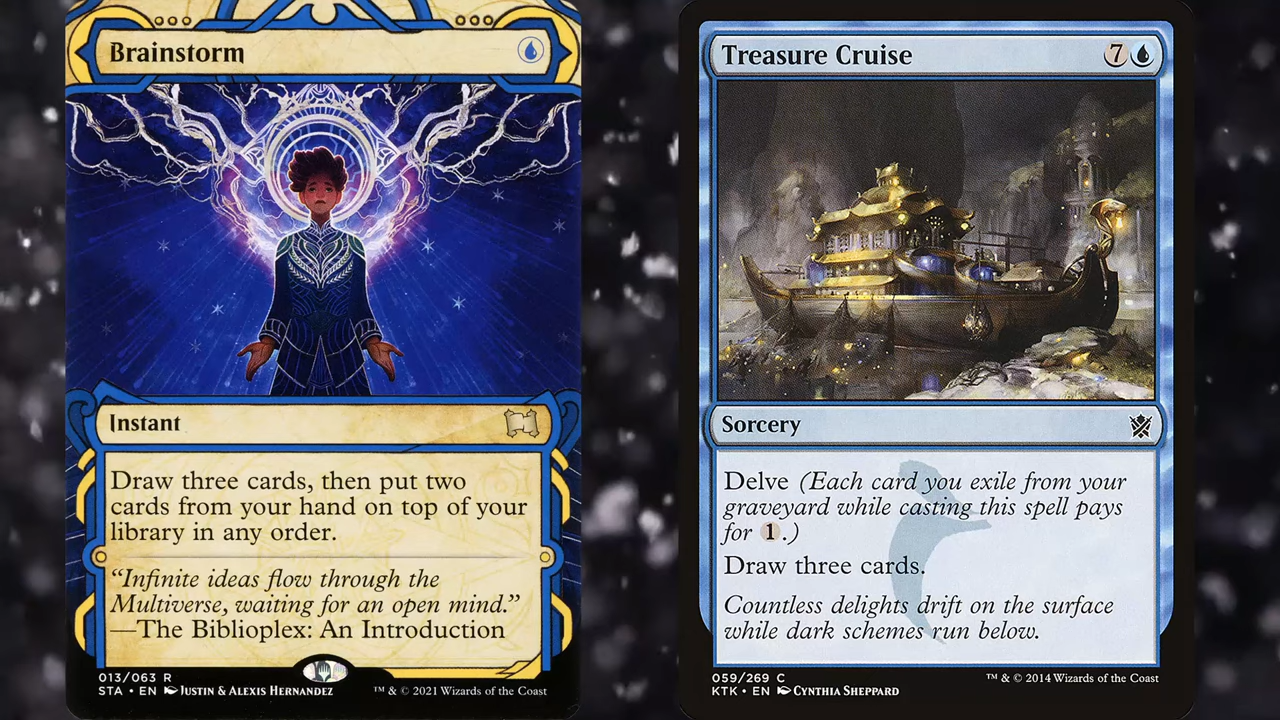 Brainstorm
Instant
Draw three cards, then put two
cards from your hand on top of your
library in any order.
“Infinite ideas flow through the
Multiverse, waiting for an open mind.”
—The Biblioplex: An Introduction
013/063 R
STA • EN Justin & Alexis Hernandez
™ & © 2021 Wizards of the Coast
Treasure Cruise
7
Sorcery
Delve (Each card you exile from your
graveyard while casting this spell pays
for 1.)
Draw three cards.
Countless delights drift on the surface
while dark schemes run below.
059/269 C
KTK • EN Cynthia Sheppard
™ & © 2014 Wizards of the Coast